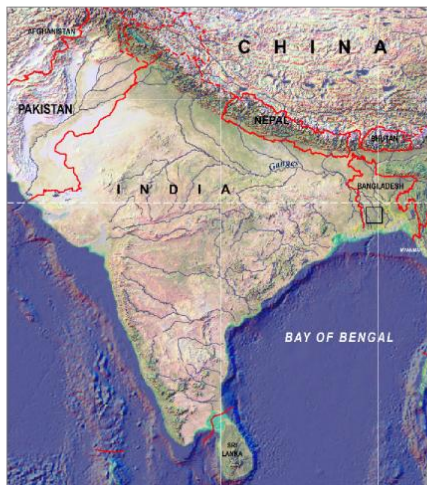 AFGHANISTAN
CHINA
PAKISTAN
NEPAL
BHUTAN
Ganges
BANGLADESH
INDIA
BAY OF BENGAL
SRI
LANKA